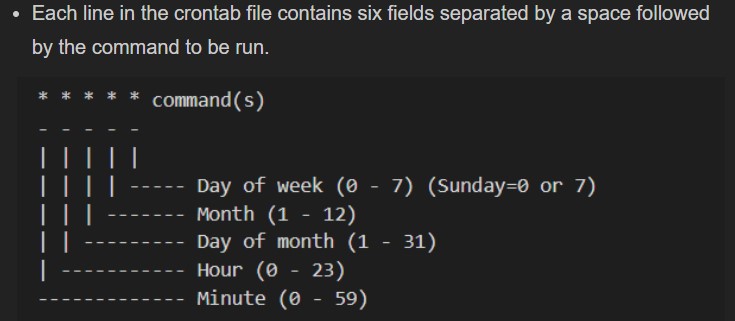 • Each line in the crontab file contains six fields separated by a space followed
by the command to be run.
* * * * * command(s)
- - - - -
| | | | |
| | | | ----- Day of week (0 - 7) (Sunday=0 or 7)
| | | ------- Month (1 - 12)
| | --------- Day of month (1 - 31)
| ----------- Hour (0 - 23)
------------- Minute (0 - 59)